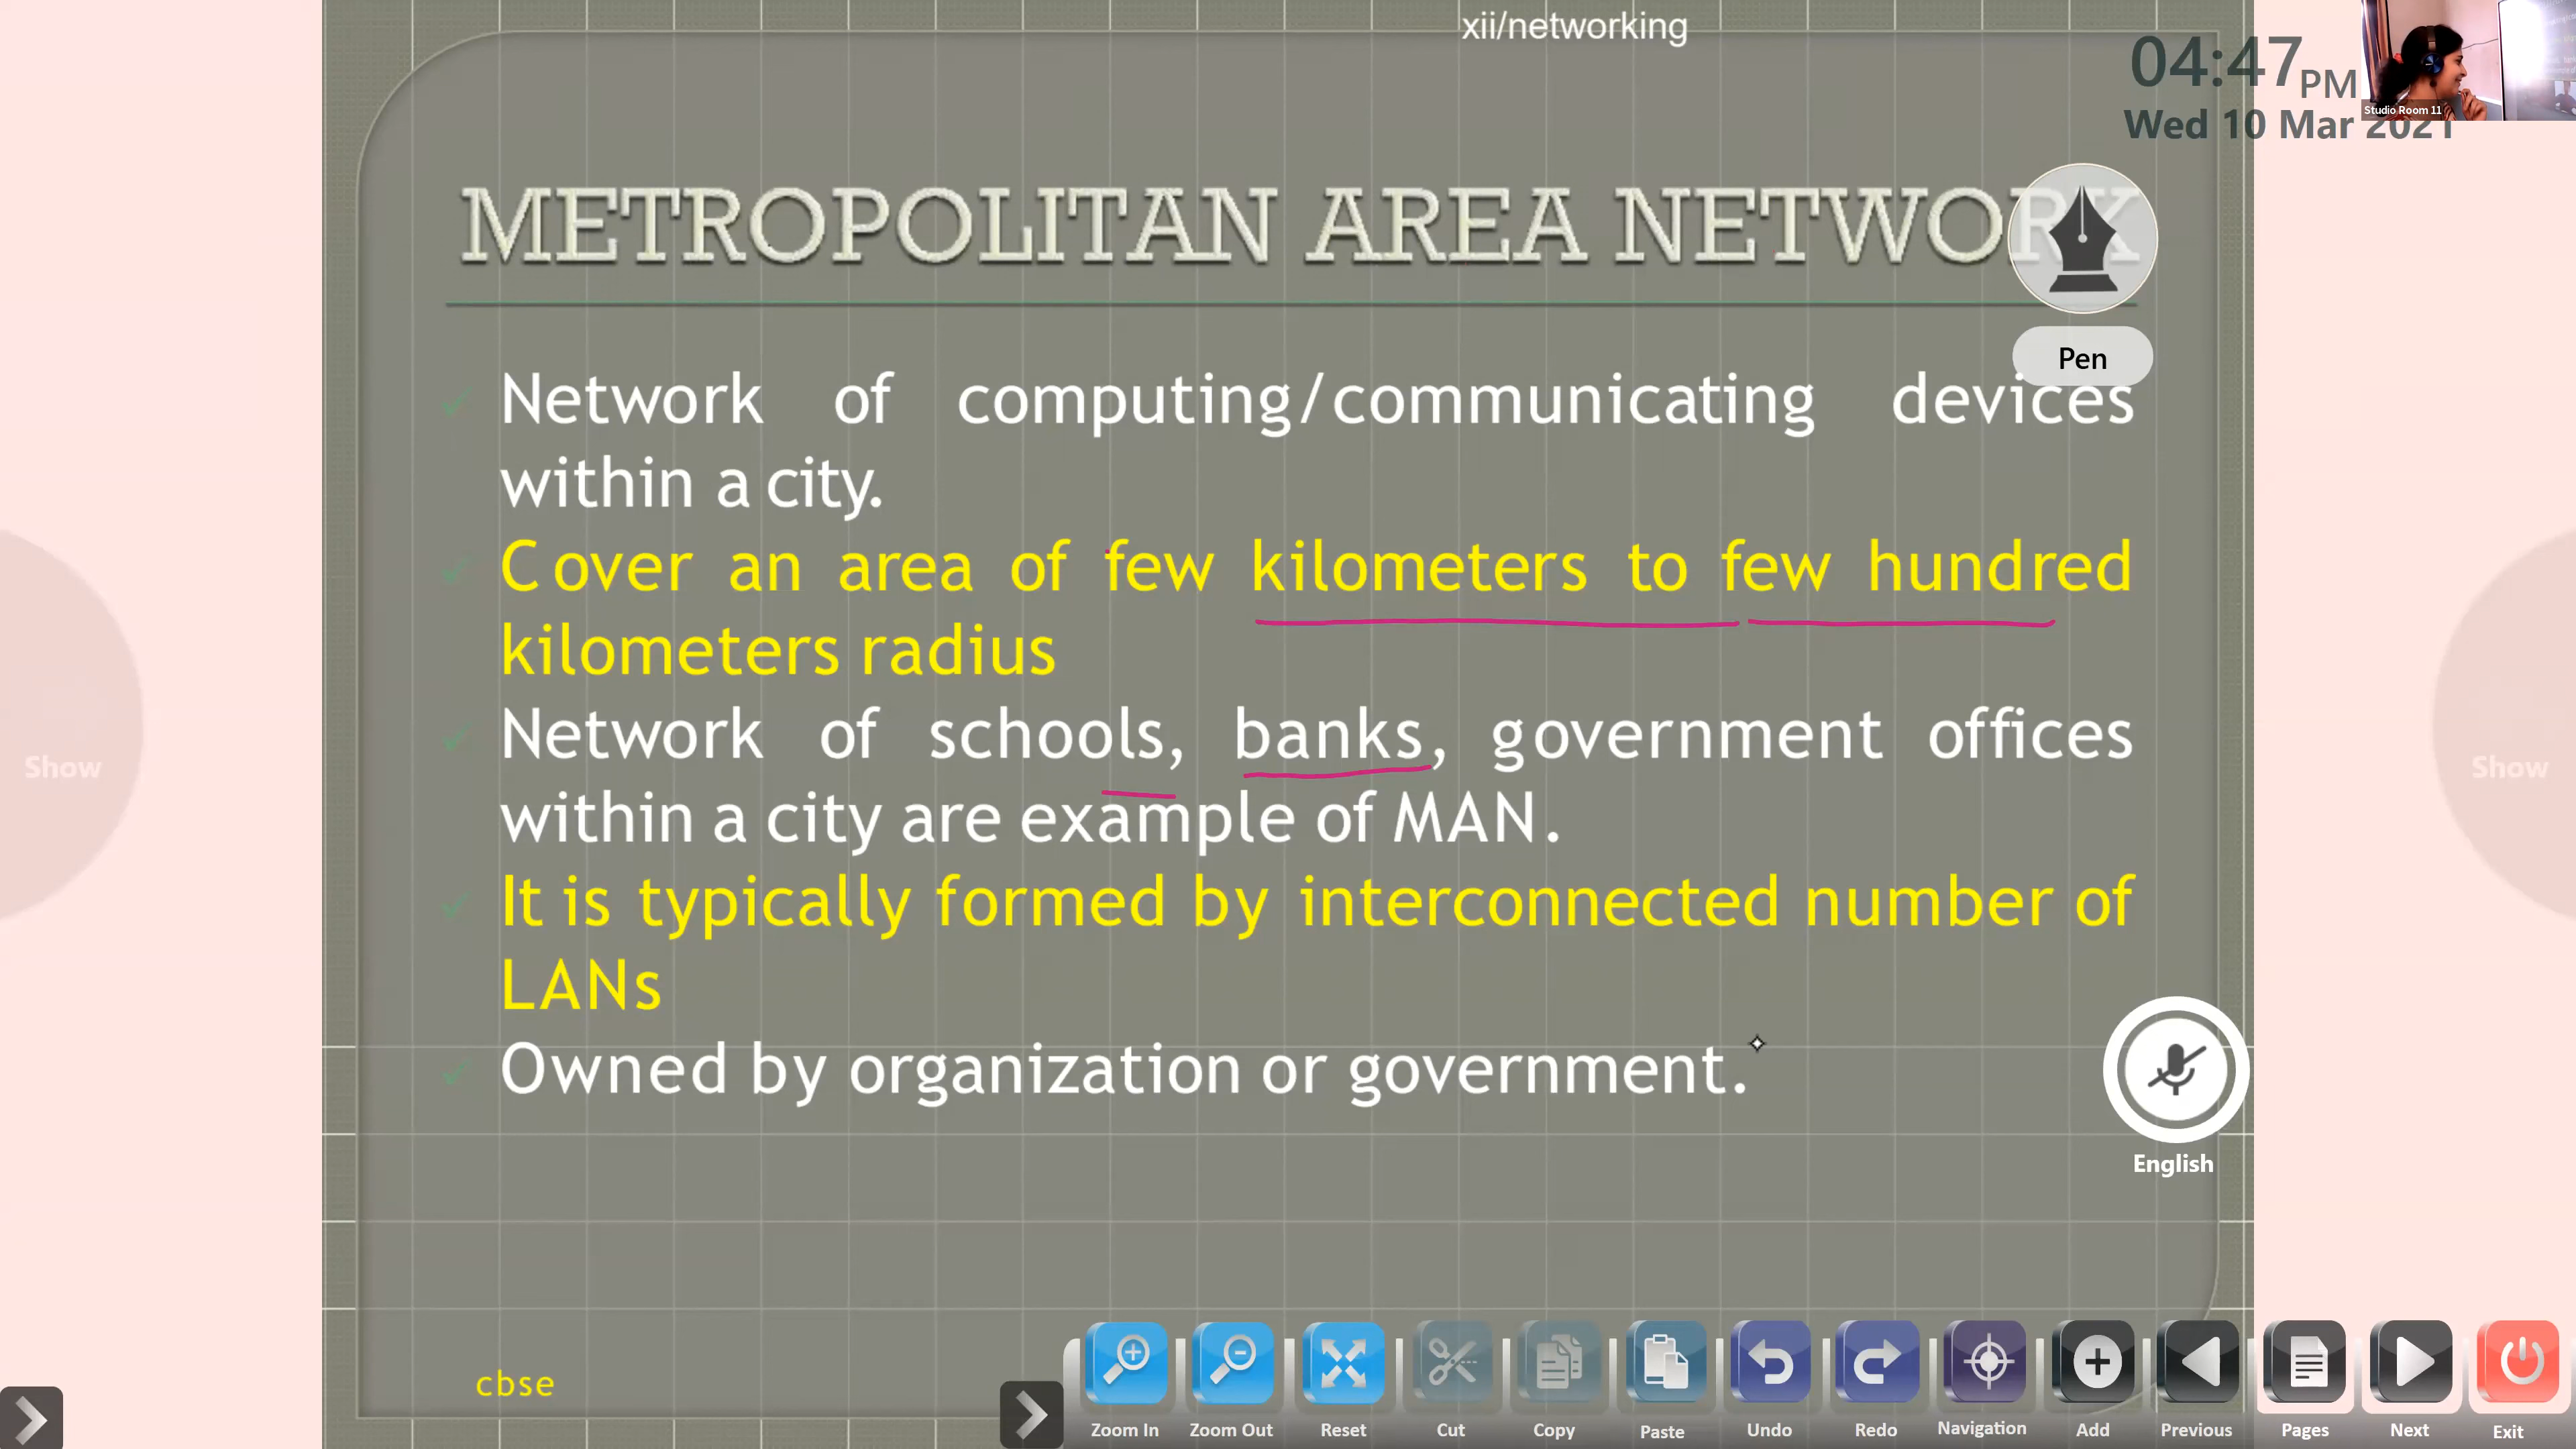 xii/networking
04:47 PM
Studio Room 11
Wed 10 Mar 2021
METROPOLITAN AREA NETWORK
Pen
Network of computing/communicating devices
within a city.
Cover an area of few kilometers to few hundred
kilometers radius
Network of schools, banks, government offices
within a city are example of MAN.
Show
Show
It is typically formed by interconnected number of
LANs
Owned by organization or government.
English
cbse
Zoom In
Zoom Out
Reset
Cut
Copy
Paste
Undo
Redo
Navigation
Add
Previous
Pages
Next
Exit